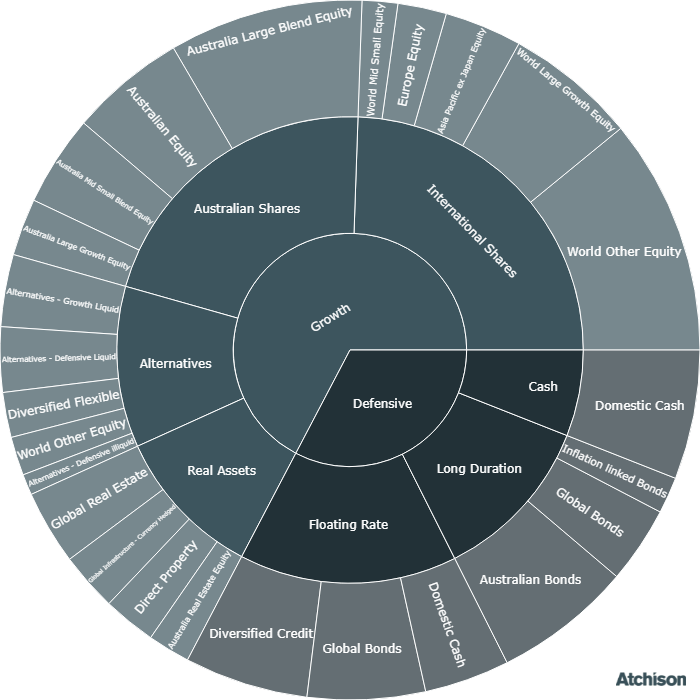 Growth
Defensive
International Shares
Australian Shares
Alternatives
Real Assets
Floating Rate
Long Duration
Cash
World Other Equity
World Large Growth Equity
Asia Pacific ex Japan Equity
Europe Equity
World Mid Small Equity
Australia Large Blend Equity
Australian Equity
Australia Mid Small Blend Equity
Australia Large Growth Equity
Alternatives - Growth Liquid
Alternatives - Defensive Liquid
Diversified Flexible
World Other Equity
Alternatives - Defensive illiquid
Global Real Estate
Global Infrastructure - Currency Hedged
Direct Property
Australia Real Estate Equity
Diversified Credit
Global Bonds
Domestic Cash
Australian Bonds
Global Bonds
Inflation linked Bonds
Domestic Cash
Atchison